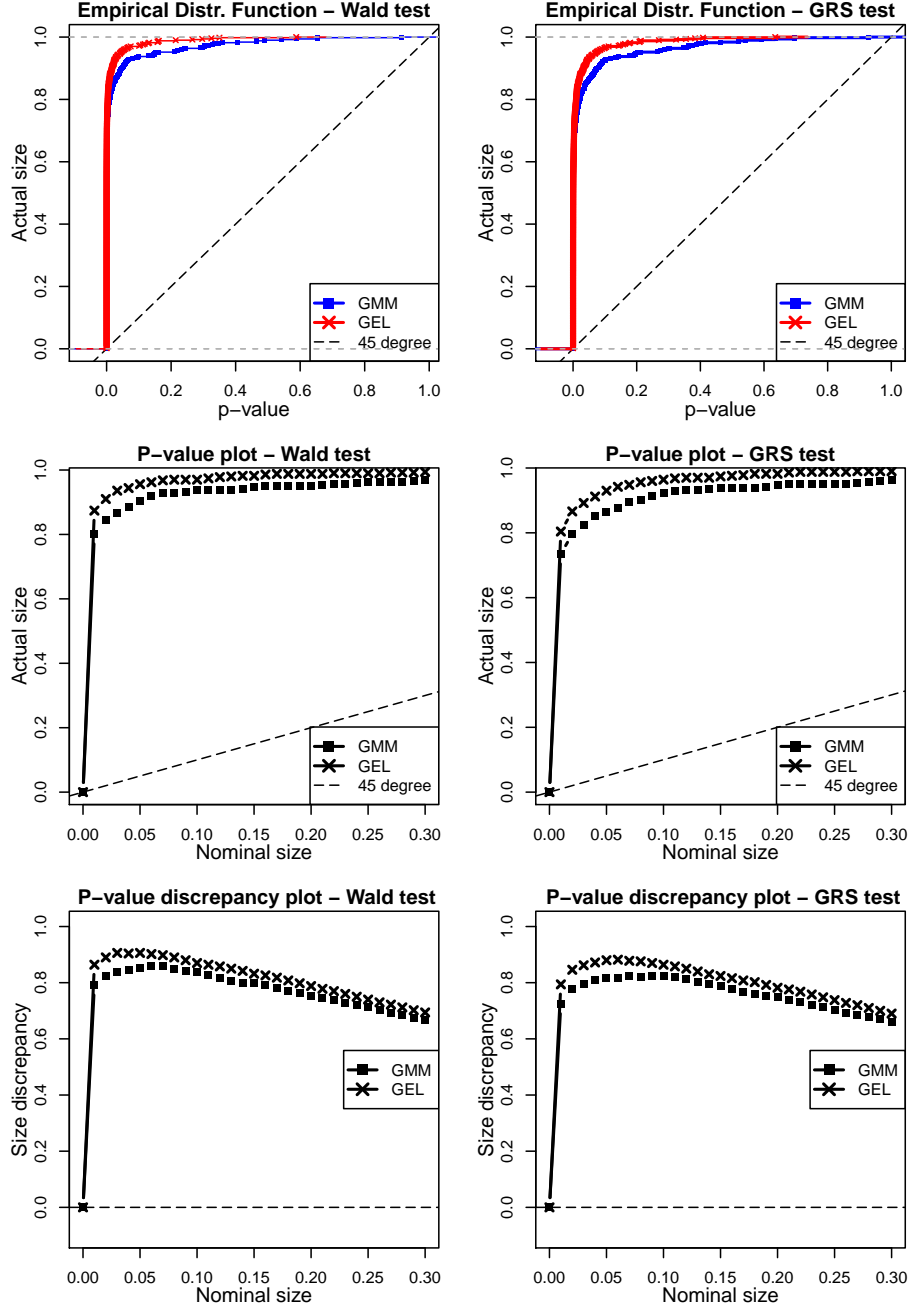 Empirical Distr. Function − Wald test
Actual size
1.0
0.8
0.6
0.4
0.2
0.0
GMM
GEL
45 degree
0.0 0.2 0.4 0.6 0.8 1.0
p−value
Empirical Distr. Function − GRS test
Actual size
1.0
0.8
0.6
0.4
0.2
0.0
GMM
GEL
45 degree
0.0 0.2 0.4 0.6 0.8 1.0
p−value
P−value plot − Wald test
Actual size
1.0
0.8
0.6
0.4
0.2
0.0
GMM
GEL
45 degree
0.00 0.05 0.10 0.15 0.20 0.25 0.30
Nominal size
P−value plot − GRS test
Actual size
1.0
0.8
0.6
0.4
0.2
0.0
GMM
GEL
45 degree
0.00 0.05 0.10 0.15 0.20 0.25 0.30
Nominal size
P−value discrepancy plot − Wald test
Size discrepancy
1.0
0.8
0.6
0.4
0.2
0.0
GMM
GEL
0.00 0.05 0.10 0.15 0.20 0.25 0.30
Nominal size
P−value discrepancy plot − GRS test
Size discrepancy
1.0
0.8
0.6
0.4
0.2
0.0
GMM
GEL
0.00 0.05 0.10 0.15 0.20 0.25 0.30
Nominal size